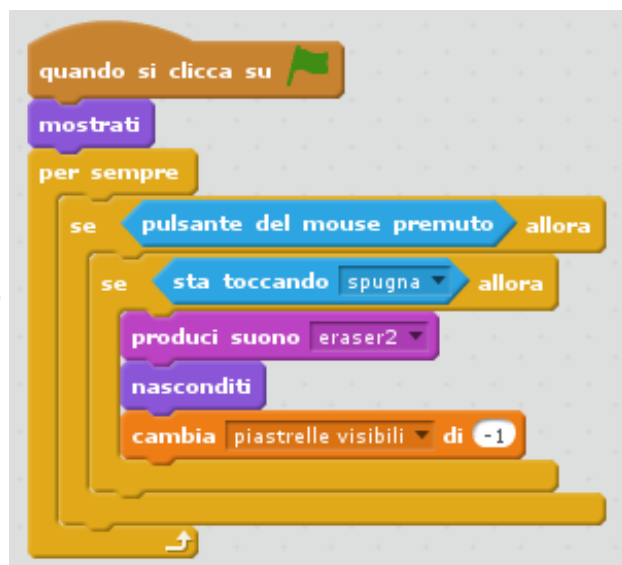 quando si clicca su
mostrati
per sempre
se pulsante del mouse premuto allora
se sta toccando spugna allora
produci suono eraser2
nasconditi
cambia piastrelle visibili di -1